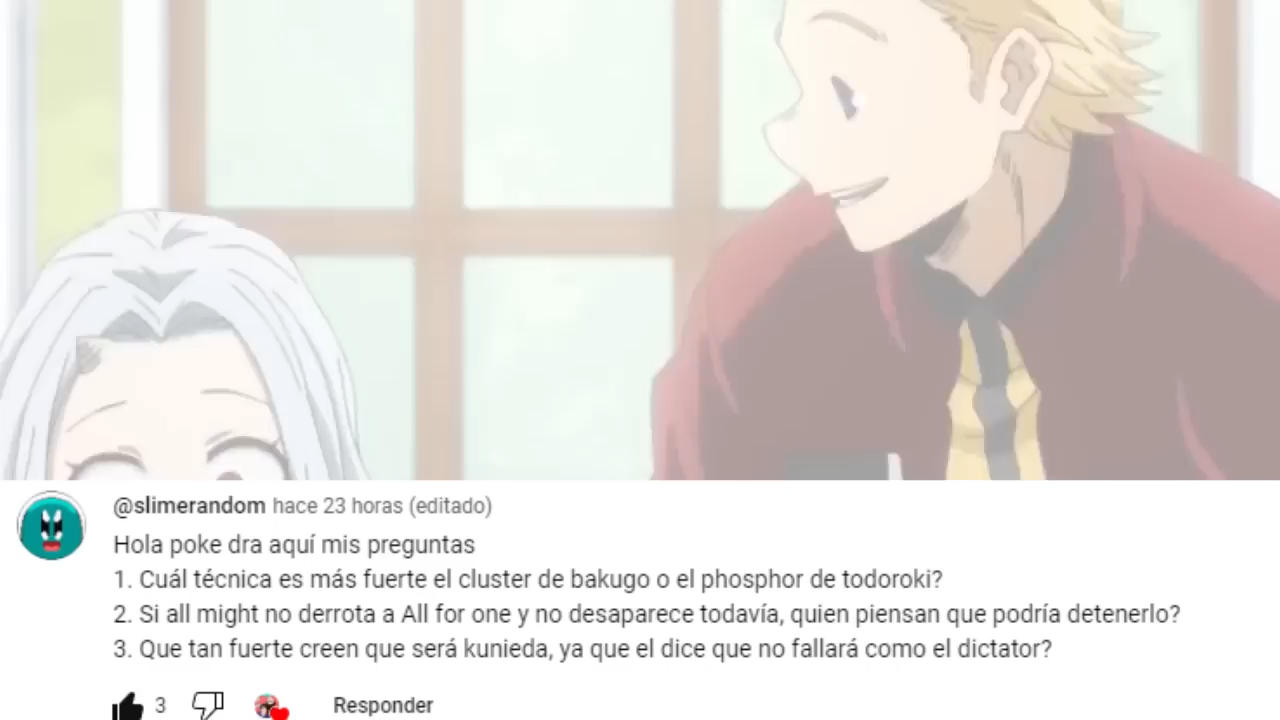 @slimerandom hace 23 horas (editado)
Hola poke dra aquí mis preguntas
1. Cuál técnica es más fuerte el cluster de bakugo o el phosphor de todoroki?
2. Si all might no derrota a All for one y no desaparece todavía, quien piensan que podría detenerlo?
3. Que tan fuerte creen que será kunieda, ya que el dice que no fallará como el dictator?
3 Responder